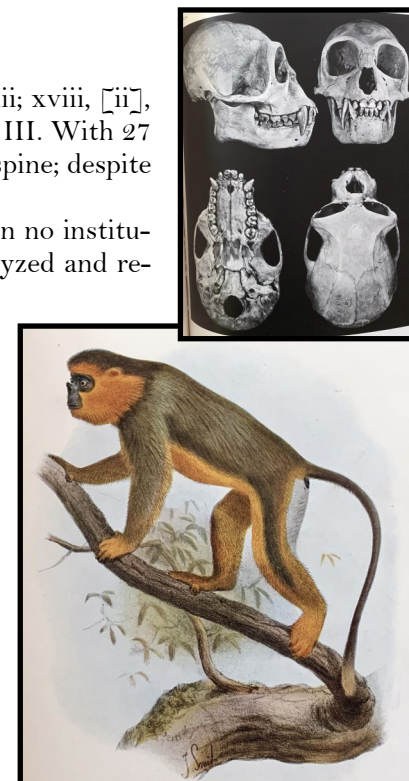 ii; xviii, [ii],
III. With 27
spine; despite
n no institu-
yzed and re-
J. Smit